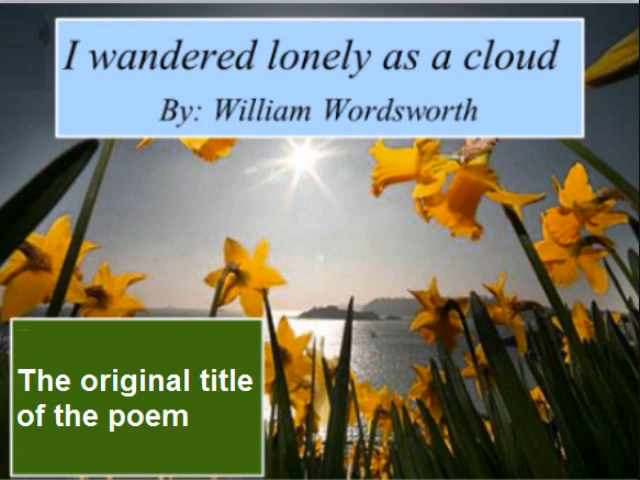 I wandered lonely as a cloud
By: William Wordsworth
The original title
of the poem